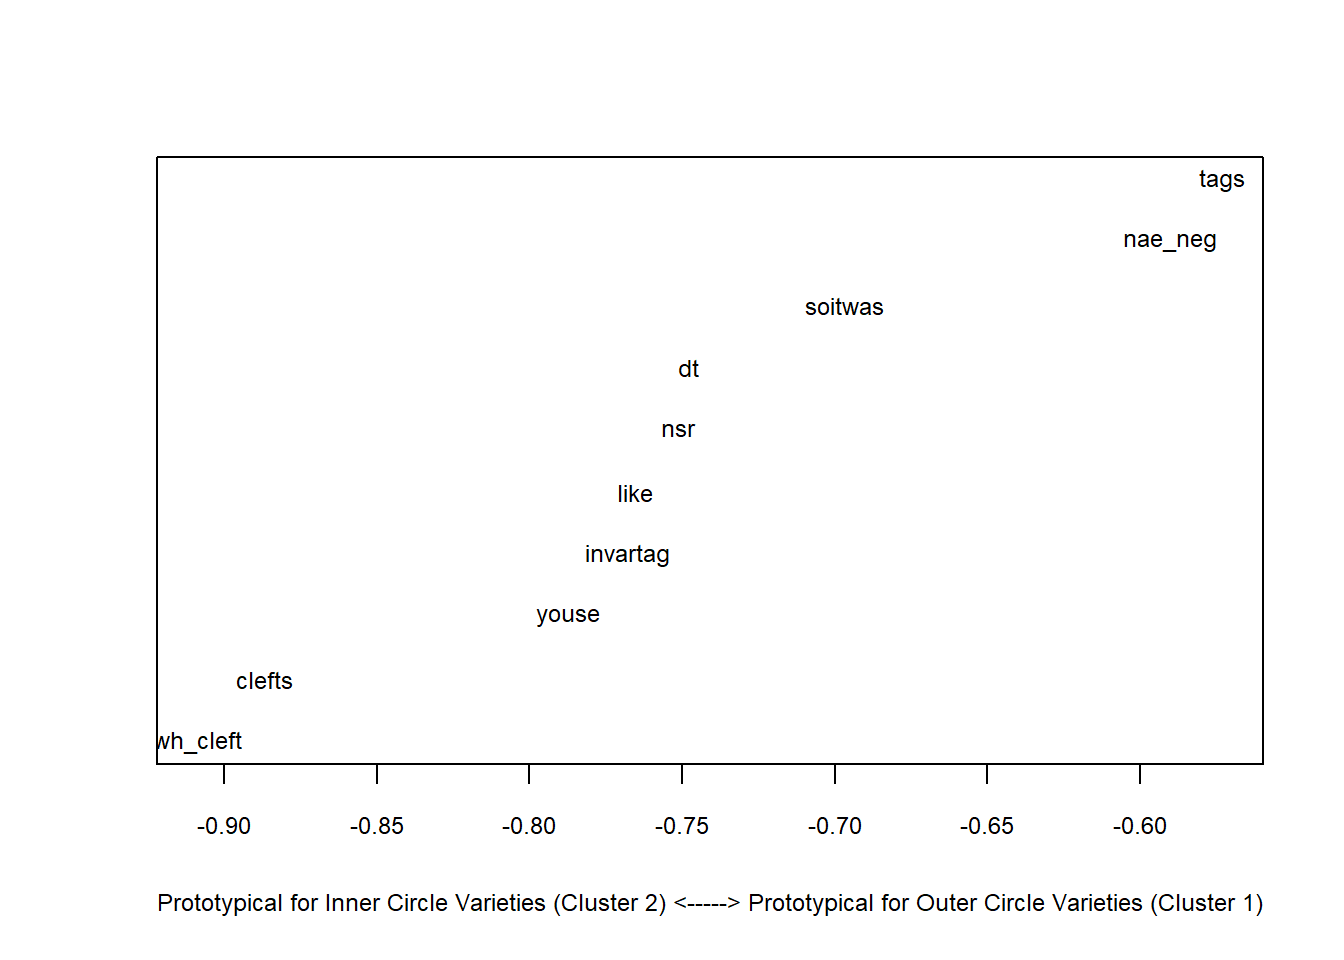 tags
nae_neg
soitwas
dt
nsr
like
invartag
youse
clefts
wh_cleft
-0.90 -0.85 -0.80 -0.75 -0.70 -0.65 -0.60
Prototypical for Inner Circle Varieties (Cluster 2) <-----> Prototypical for Outer Circle Varieties (Cluster 1)